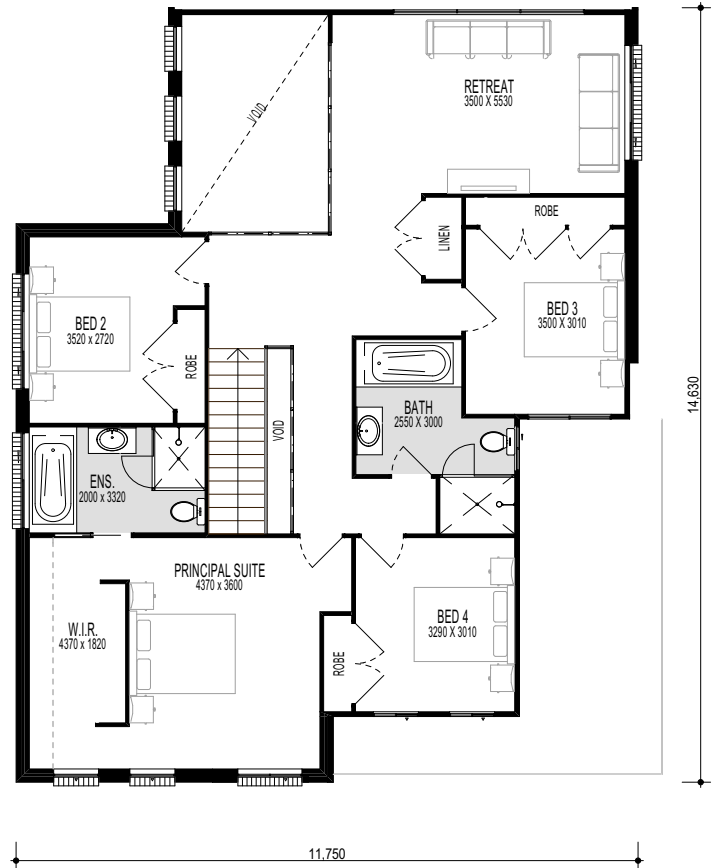 VOID
RETREAT
3500 X 5530
ROBE
LINEN
BED 2
3520 x 2720
ROBE
BED 3
3500 X 3010
VOID
BATH
2550 X 3000
14,630
ENS.
2000 x 3320
PRINCIPAL SUITE
4370 x 3600
W.I.R.
4370 x 1820
BED 4
3290 X 3010
ROBE
11,750